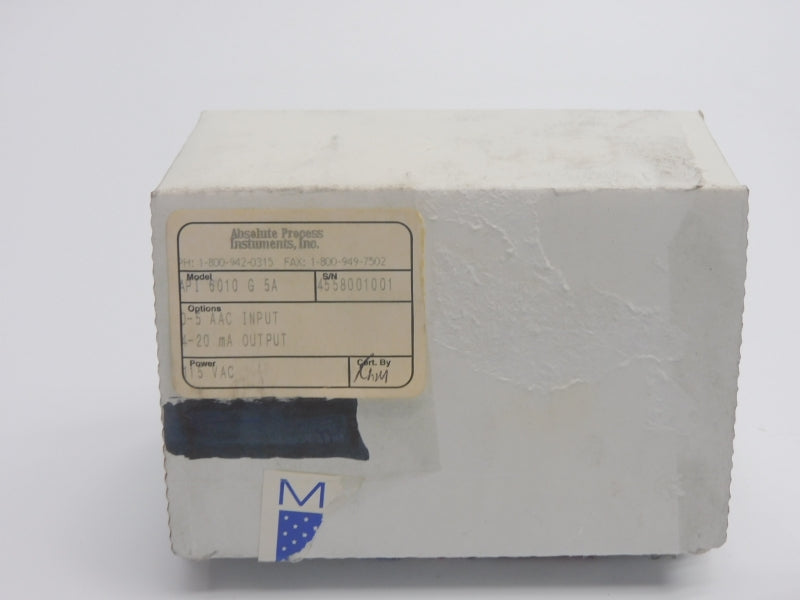 Absolute Process
Instuments, Inc.
PH: 1-800-942-0315 FAX: 1-800-949-7502
Model
API 6010 G 5A
S/N
4558001001
Options
0-5 AAC INPUT
4-20 mA OUTPUT
Power
115 VAC
Cert. By
M